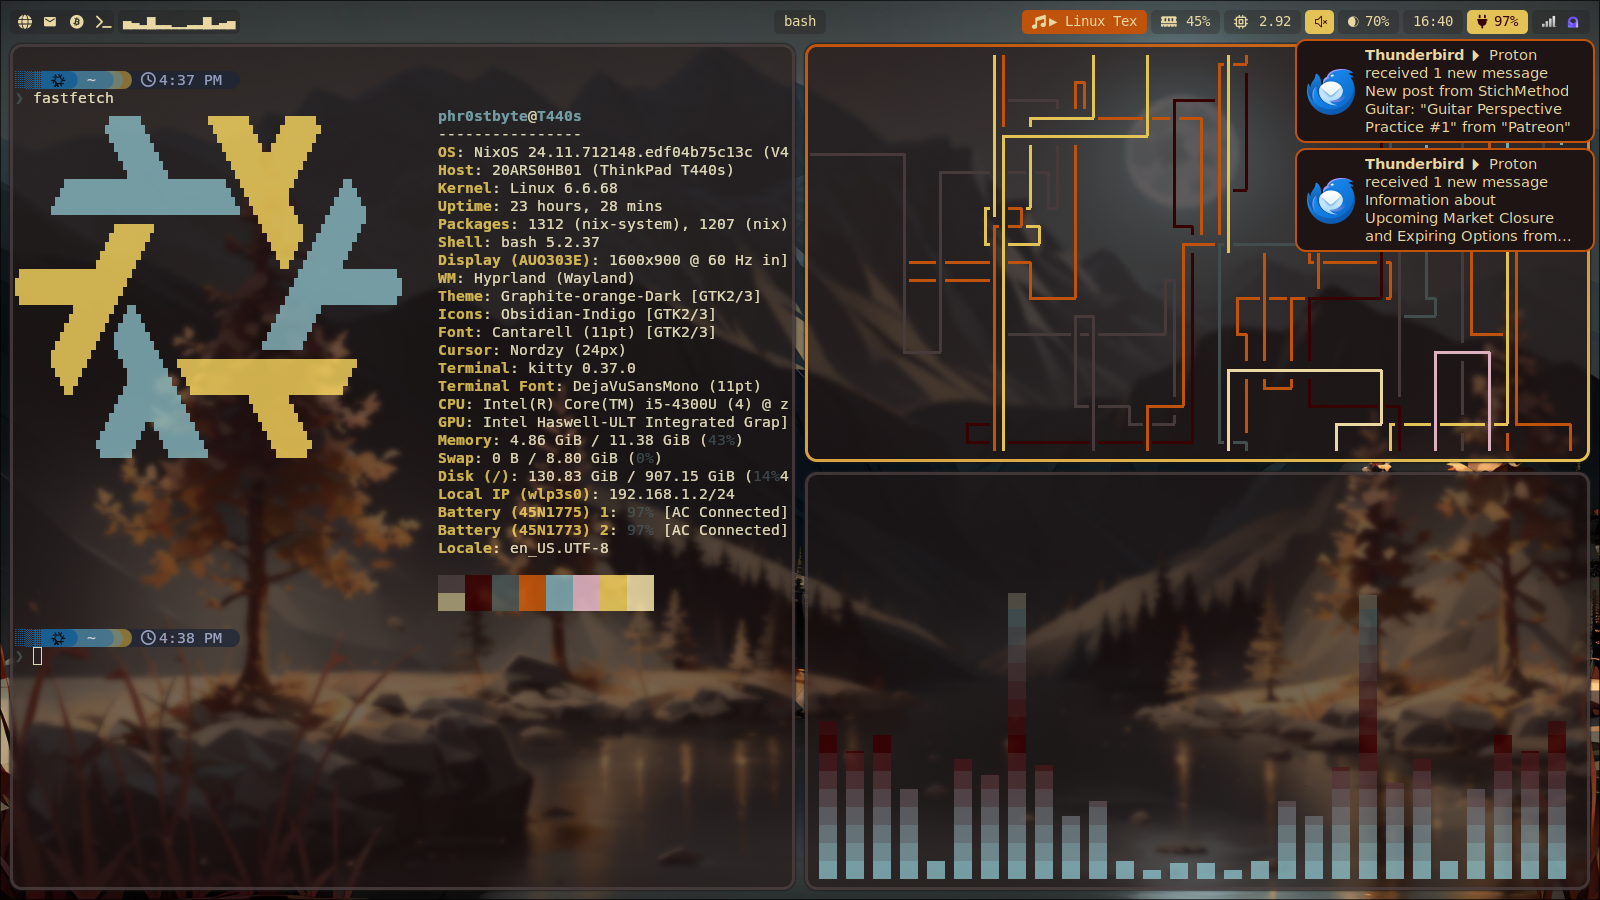 bash
Linux Tex
45%
2.92
70%
16:40
97%
~ 4:37 PM
❯ fastfetch
phr0stbyte@T440s
----------------
OS: NixOS 24.11.712148.edf04b75c13c (V4
Host: 20ARS0HB01 (ThinkPad T440s)
Kernel: Linux 6.6.68
Uptime: 23 hours, 28 mins
Packages: 1312 (nix-system), 1207 (nix)
Shell: bash 5.2.37
Display (AUO303E): 1600x900 @ 60 Hz in]
WM: Hyprland (Wayland)
Theme: Graphite-orange-Dark [GTK2/3]
Icons: Obsidian-Indigo [GTK2/3]
Font: Cantarell (11pt) [GTK2/3]
Cursor: Nordzy (24px)
Terminal: kitty 0.37.0
Terminal Font: DejaVuSansMono (11pt)
CPU: Intel(R) Core(TM) i5-4300U (4) @ z
GPU: Intel Haswell-ULT Integrated Grap]
Memory: 4.86 GiB / 11.38 GiB (43%)
Swap: 0 B / 8.80 GiB (0%)
Disk (/): 130.83 GiB / 907.15 GiB (14%4
Local IP (wlp3s0): 192.168.1.2/24
Battery (45N1775) 1: 97% [AC Connected]
Battery (45N1773) 2: 97% [AC Connected]
Locale: en_US.UTF-8
~ 4:38 PM
❯
Thunderbird ⏵ Proton
received 1 new message
New post from StichMethod
Guitar: "Guitar Perspective
Practice #1" from "Patreon"
Thunderbird ⏵ Proton
received 1 new message
Information about
Upcoming Market Closure
and Expiring Options from…